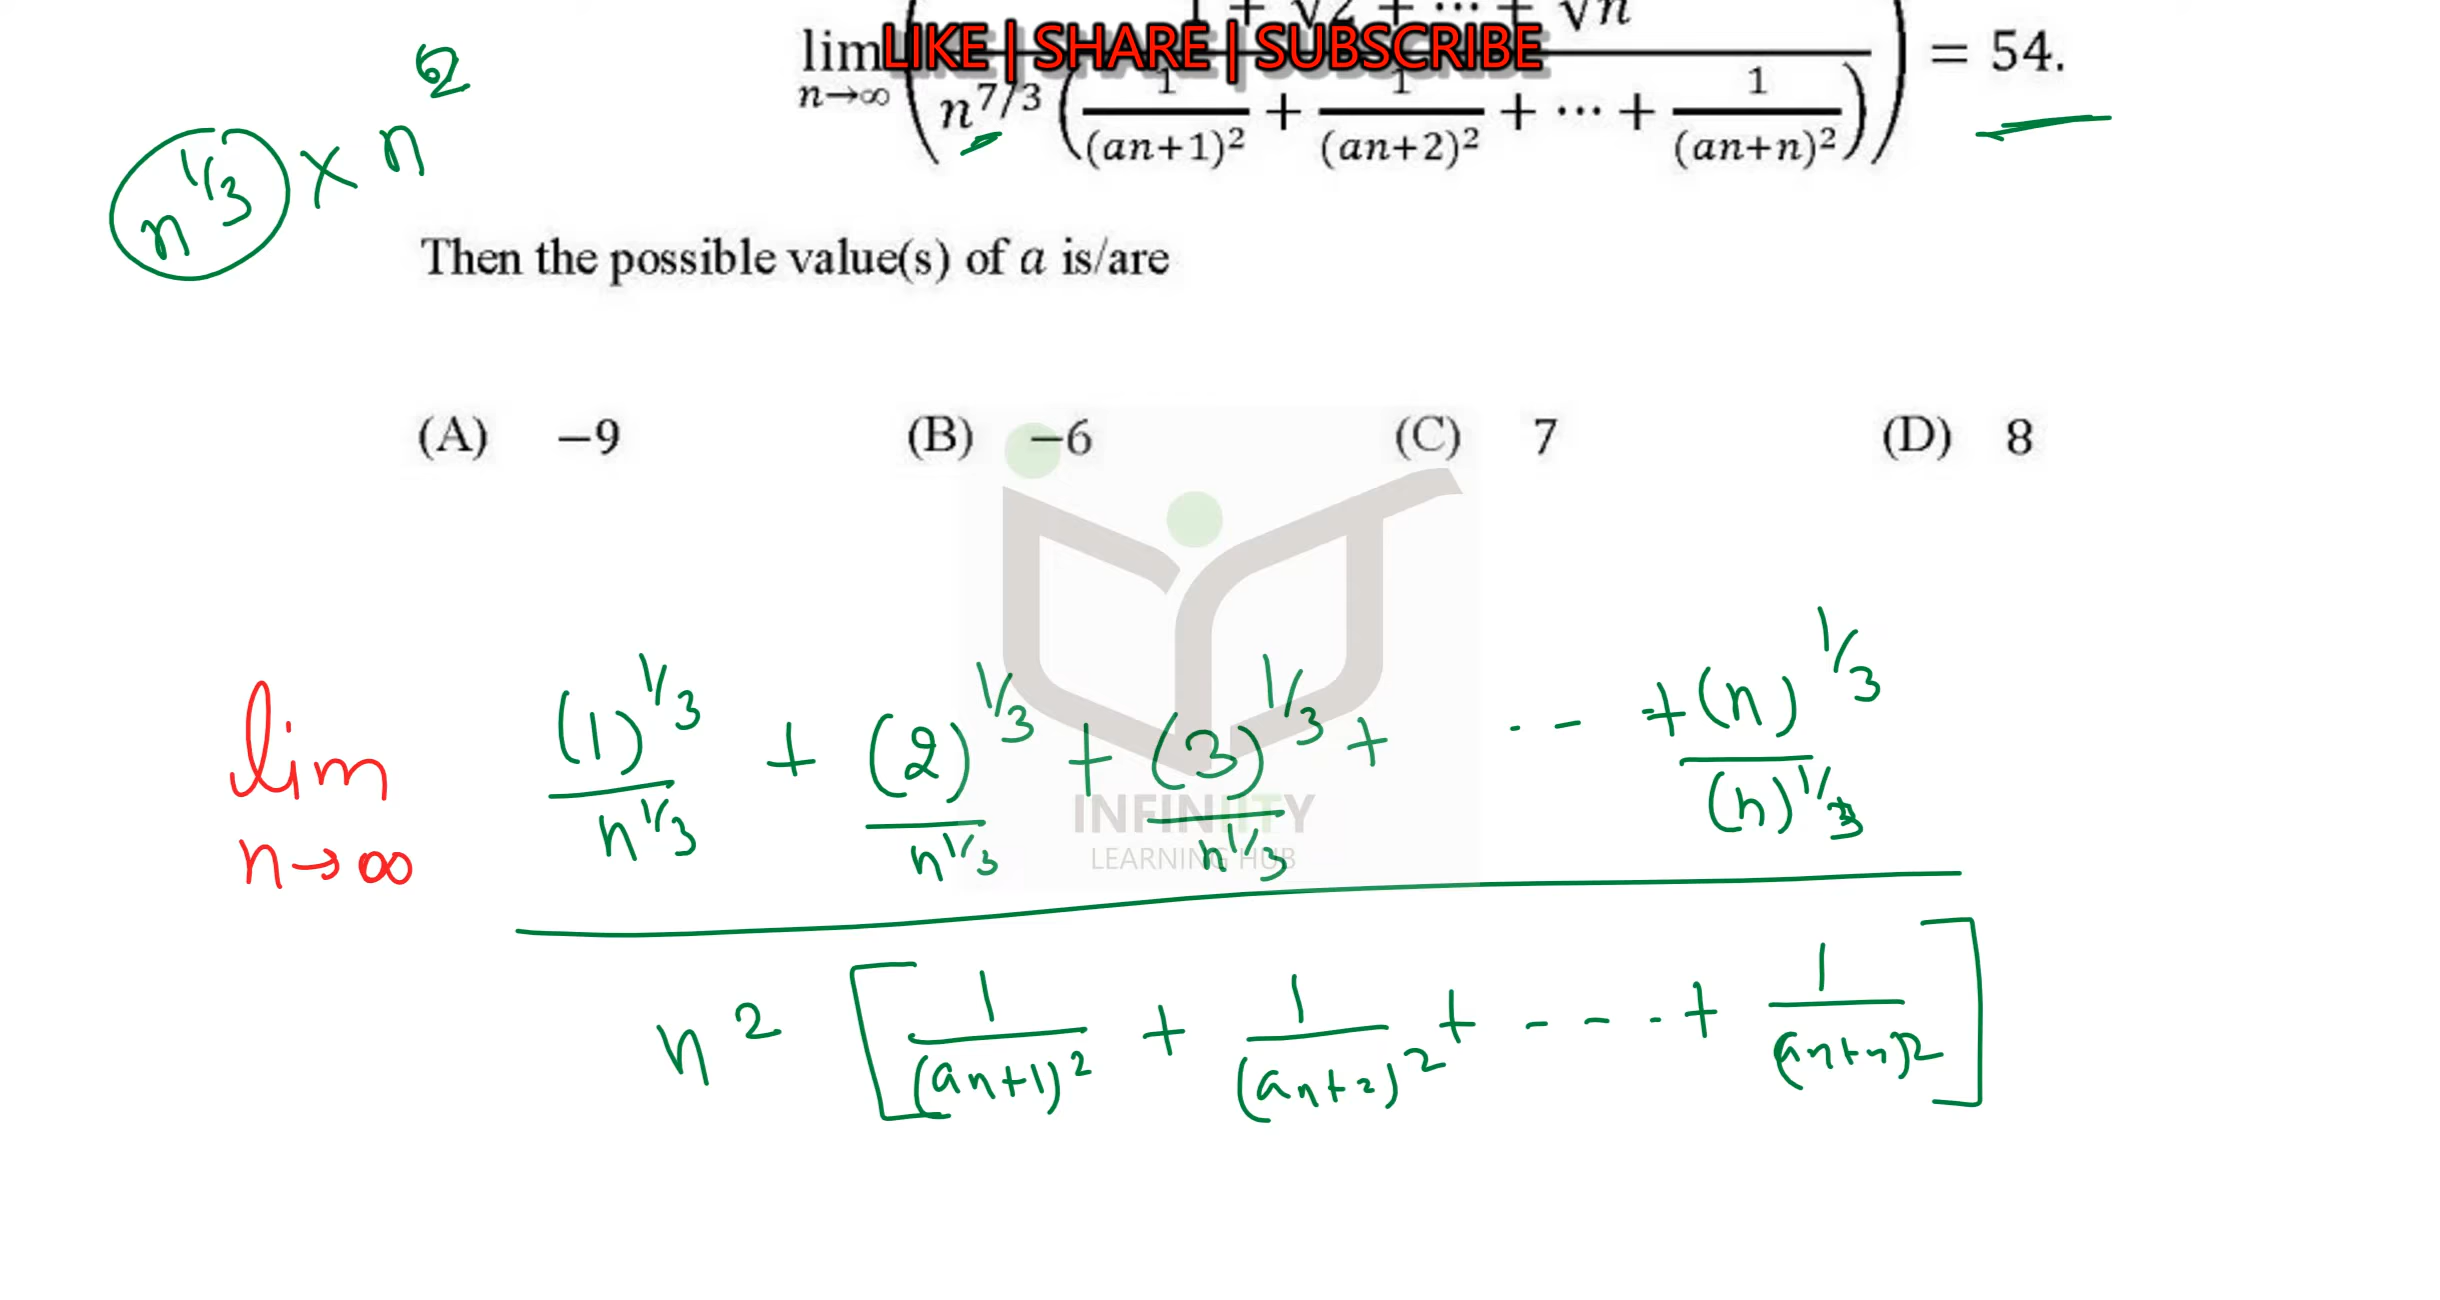 1 + √2 + ··· + √n
LIKE | SHARE | SUBSCRIBE
lim n→∞ ( / n^7/3 ( 1/(an+1)² + 1/(an+2)² + ··· + 1/(an+n)² ) ) = 54.
n^1/3 × n^2
Then the possible value(s) of a is/are
(A) −9 (B) −6 (C) 7 (D) 8
lim n→∞ (1)^1/3 / n^1/3 + (2)^1/3 / n^1/3 + (3)^1/3 / n^1/3 + -- + (n)^1/3 / (n)^1/3
INFINIITY
LEARNING HUB
n² [ 1/(an+1)² + 1/(an+2)² + ---- + 1/(an+n)² ]